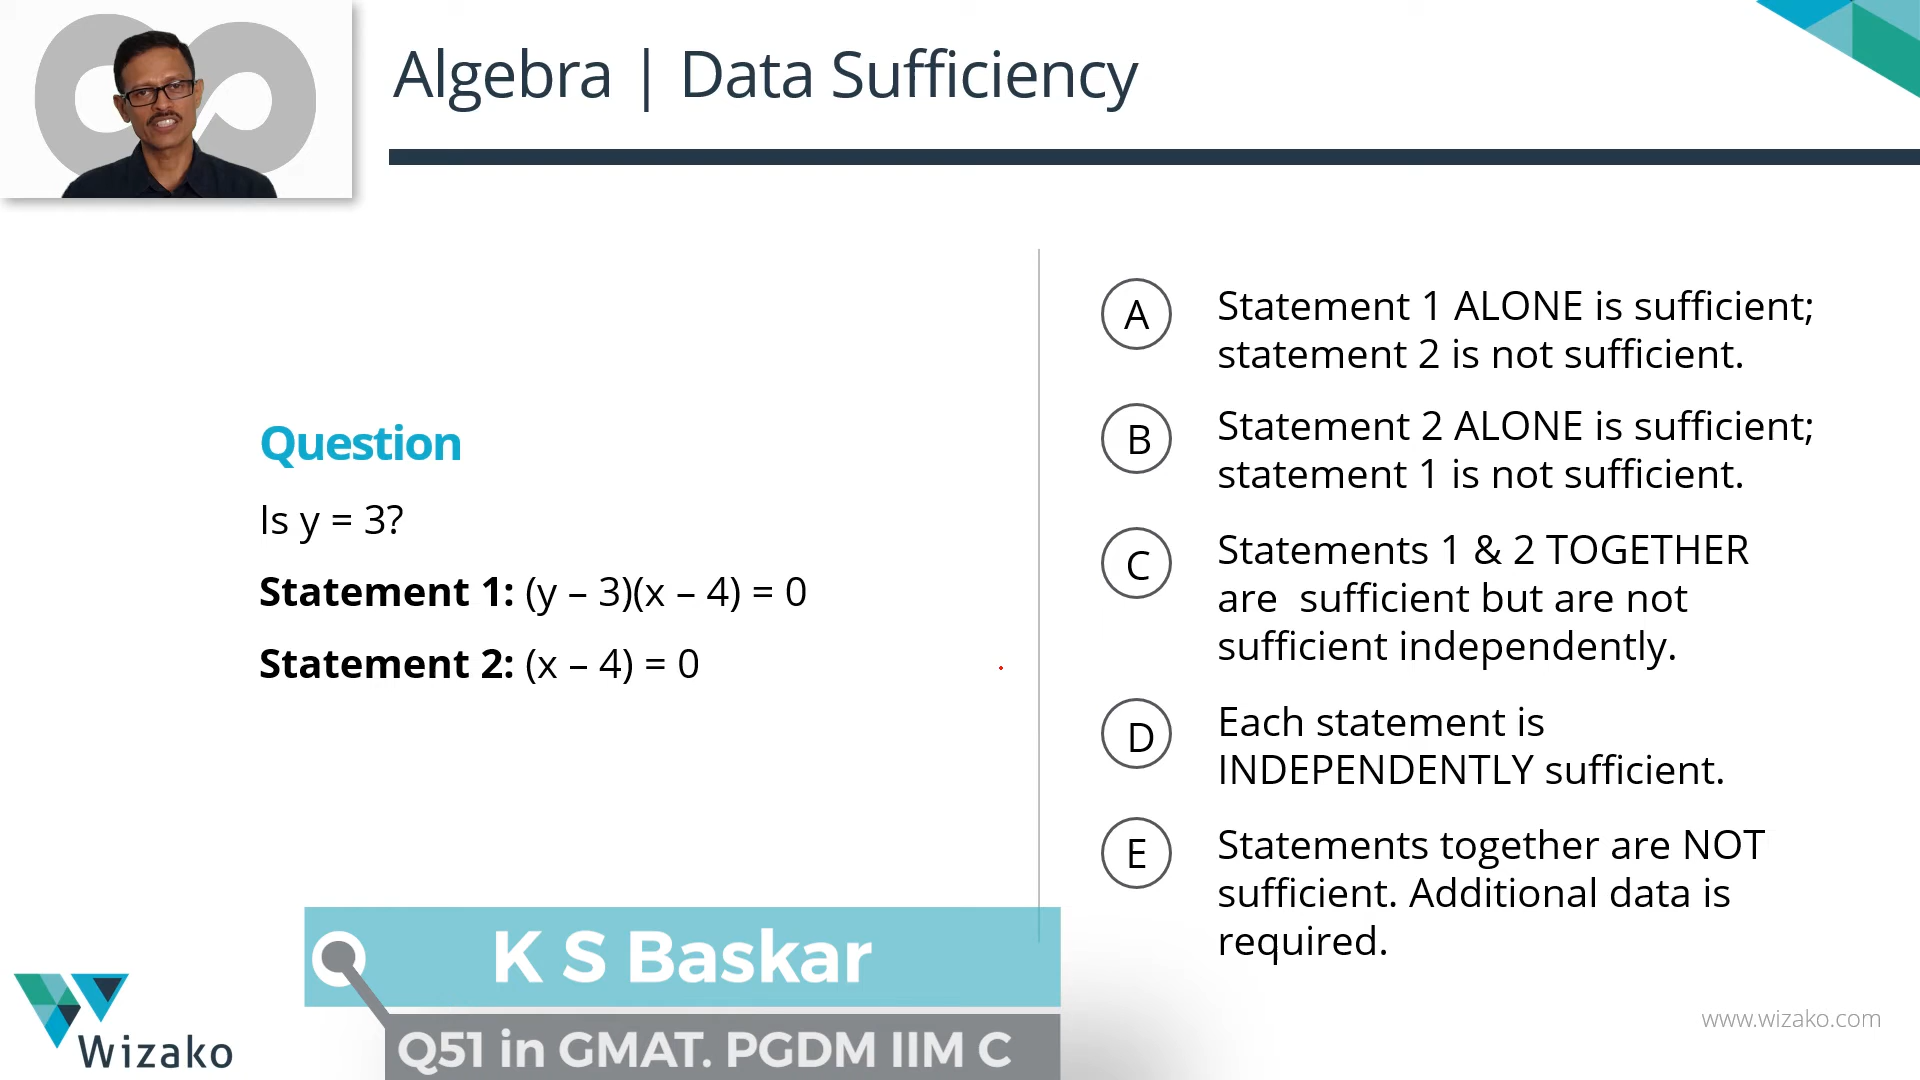 Algebra | Data Sufficiency
Question
Is y = 3?
Statement 1: (y – 3)(x – 4) = 0
Statement 2: (x – 4) = 0
A
Statement 1 ALONE is sufficient;
statement 2 is not sufficient.
B
Statement 2 ALONE is sufficient;
statement 1 is not sufficient.
C
Statements 1 & 2 TOGETHER
are sufficient but are not
sufficient independently.
D
Each statement is
INDEPENDENTLY sufficient.
E
Statements together are NOT
sufficient. Additional data is
required.
K S Baskar
Q51 in GMAT. PGDM IIM C
Wizako
www.wizako.com